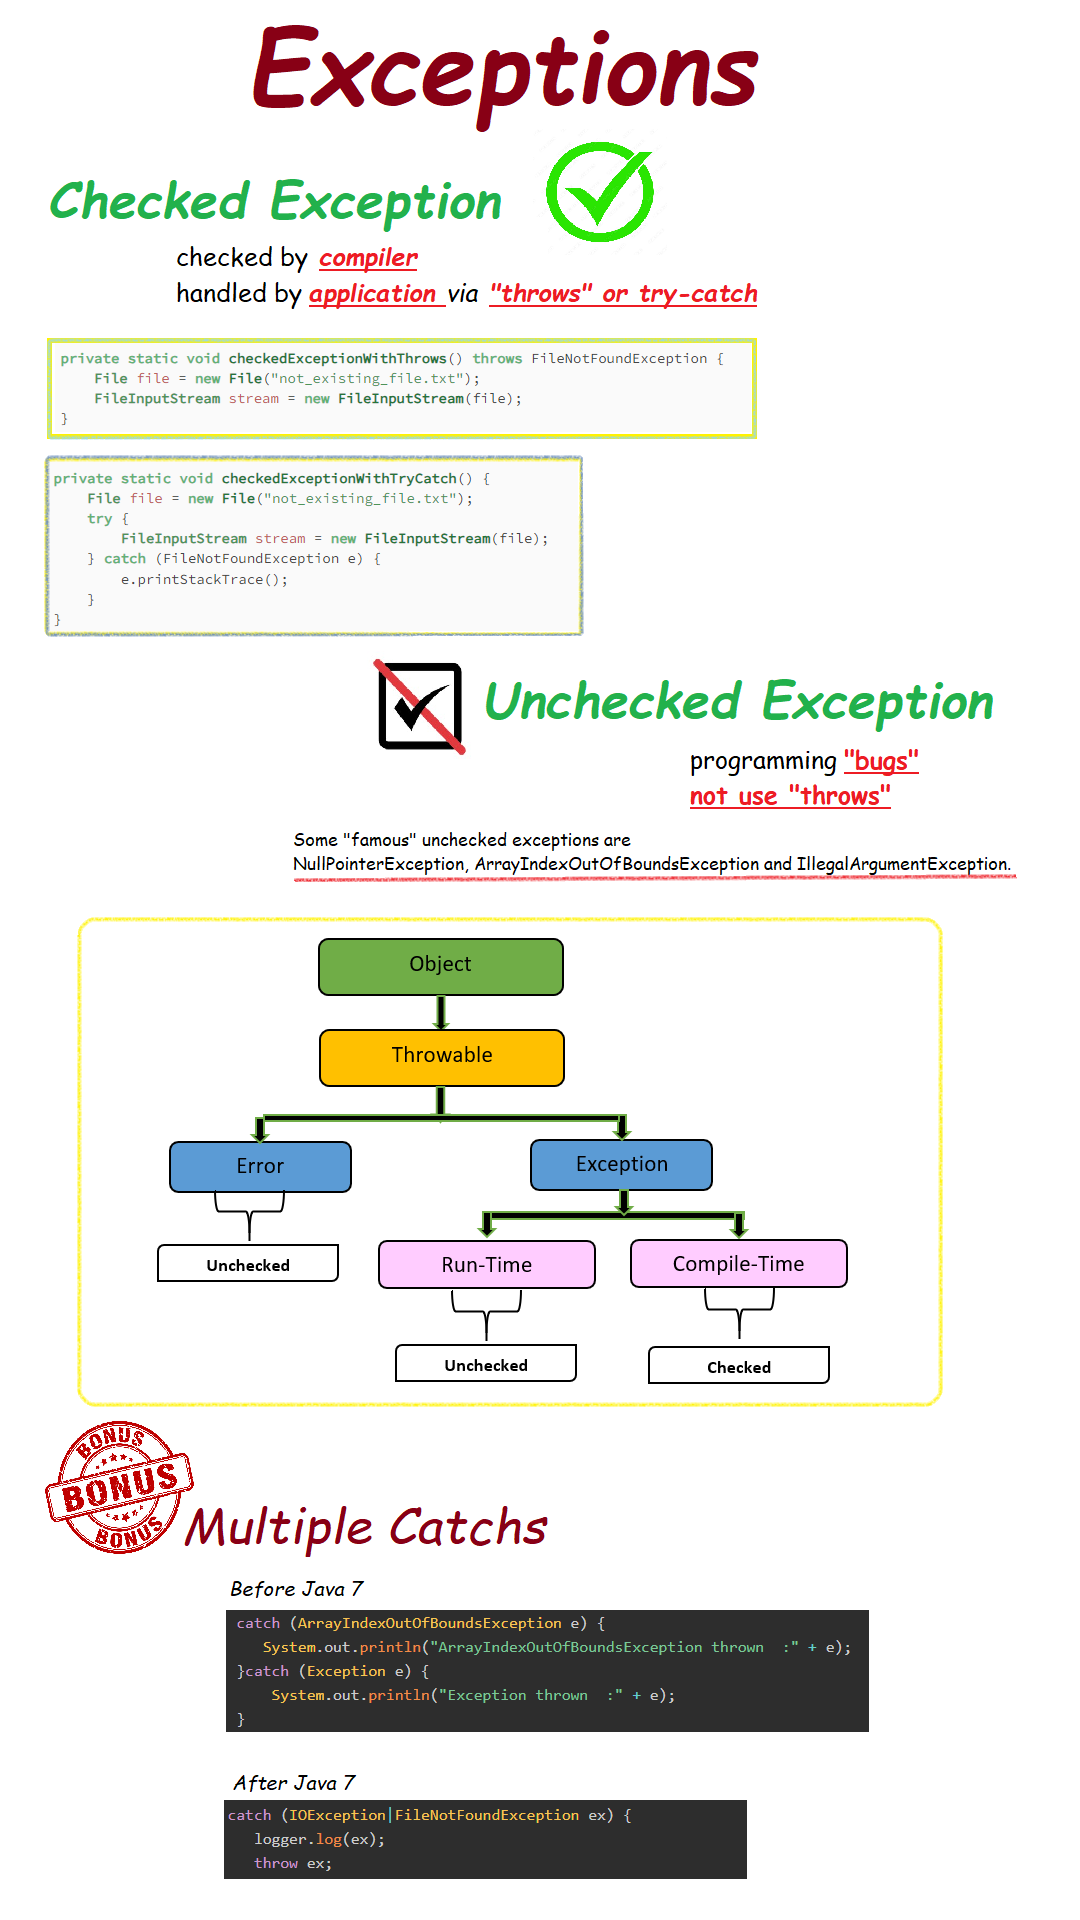 Exceptions
Checked Exception
checked by compiler
handled by application via "throws" or try-catch
private static void checkedExceptionWithThrows() throws FileNotFoundException {
    File file = new File("not_existing_file.txt");
    FileInputStream stream = new FileInputStream(file);
}
private static void checkedExceptionWithTryCatch() {
    File file = new File("not_existing_file.txt");
    try {
        FileInputStream stream = new FileInputStream(file);
    } catch (FileNotFoundException e) {
        e.printStackTrace();
    }
}
Unchecked Exception
programming "bugs"
not use "throws"
Some "famous" unchecked exceptions are
NullPointerException, ArrayIndexOutOfBoundsException and IllegalArgumentException.
Object
Throwable
Error
Exception
Unchecked
Run-Time
Compile-Time
Unchecked
Checked
BONUS
BONUS
BONUS
Multiple Catchs
Before Java 7
catch (ArrayIndexOutOfBoundsException e) {
   System.out.println("ArrayIndexOutOfBoundsException thrown  :" + e);
}catch (Exception e) {
    System.out.println("Exception thrown  :" + e);
}
After Java 7
catch (IOException|FileNotFoundException ex) {
   logger.log(ex);
   throw ex;